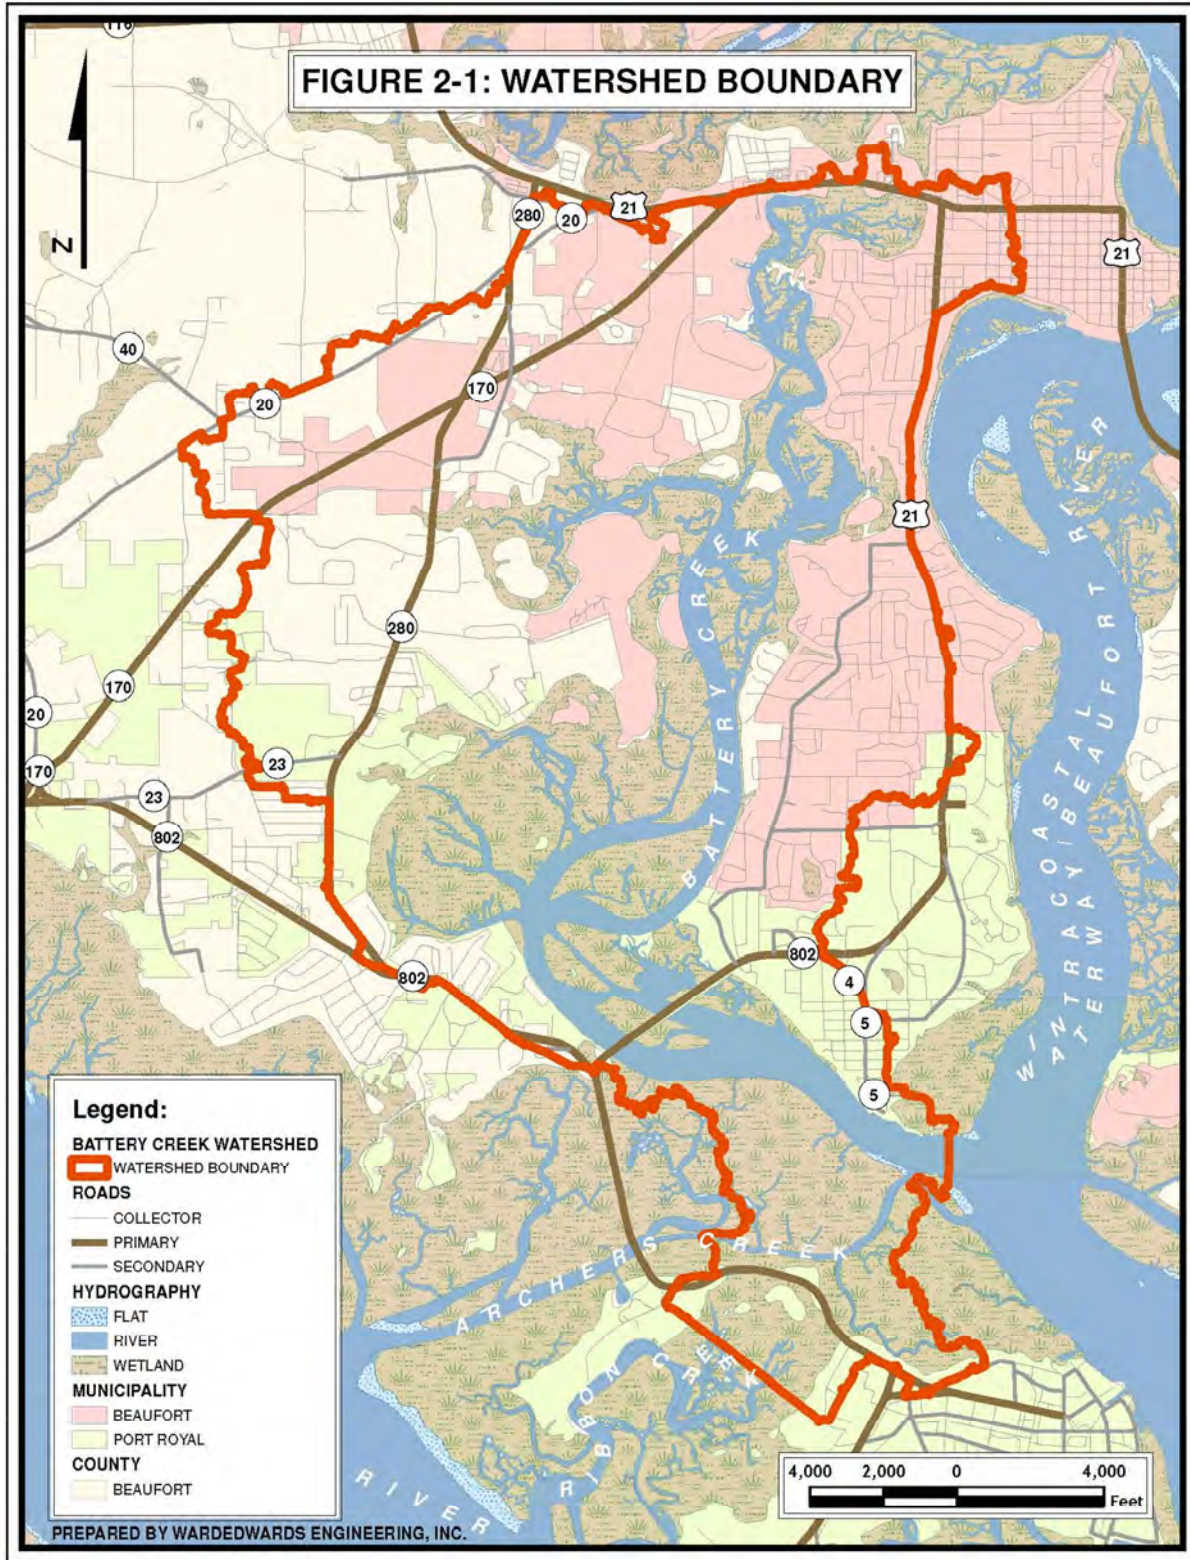 116
FIGURE 2-1: WATERSHED BOUNDARY
N
280
20
21
21
40
170
20
21
BATTERY CREEK
280
170
20
170
23
23
802
802
802
4
5
5
INTRACOASTAL
WATERWAY / BEAUFORT RIVER
ARCHERS CREEK
RIBBON CREEK
RIVER
Legend:
BATTERY CREEK WATERSHED
WATERSHED BOUNDARY
ROADS
COLLECTOR
PRIMARY
SECONDARY
HYDROGRAPHY
FLAT
RIVER
WETLAND
MUNICIPALITY
BEAUFORT
PORT ROYAL
COUNTY
BEAUFORT
4,000 2,000 0 4,000
Feet
PREPARED BY WARDEDWARDS ENGINEERING, INC.